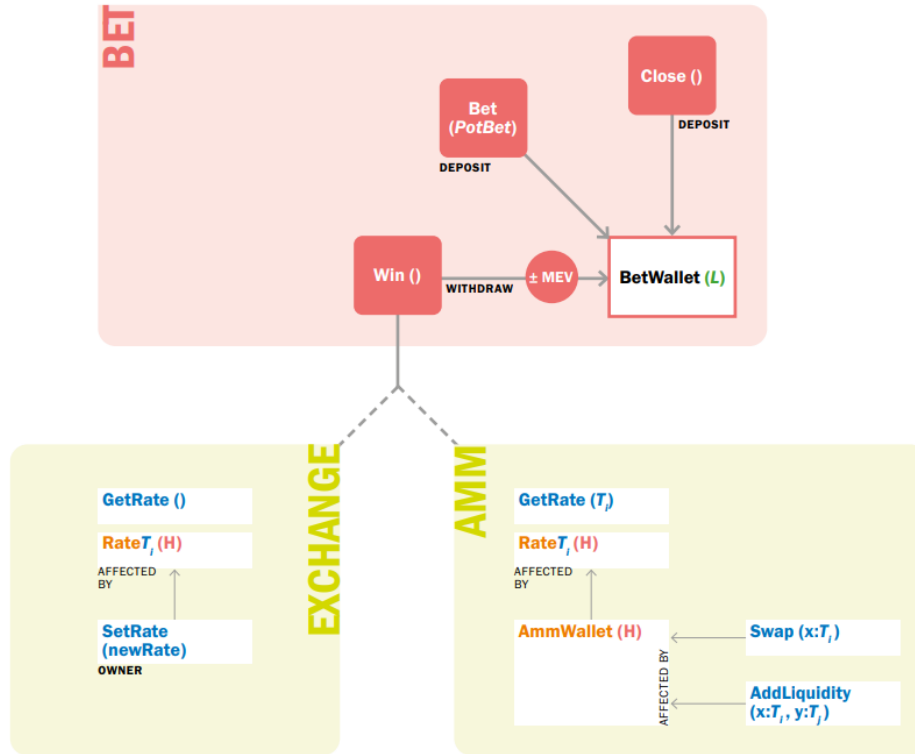 BET
Close ()
DEPOSIT
Bet
(PotBet)
DEPOSIT
Win ()
WITHDRAW
± MEV
BetWallet (L)
EXCHANGE
GetRate ()
RateTi (H)
AFFECTED
BY
SetRate
(newRate)
OWNER
AMM
GetRate (Ti)
RateTi (H)
AFFECTED
BY
AmmWallet (H)
AFFECTED BY
Swap (x:Ti)
AddLiquidity
(x:Ti, y:Tj)